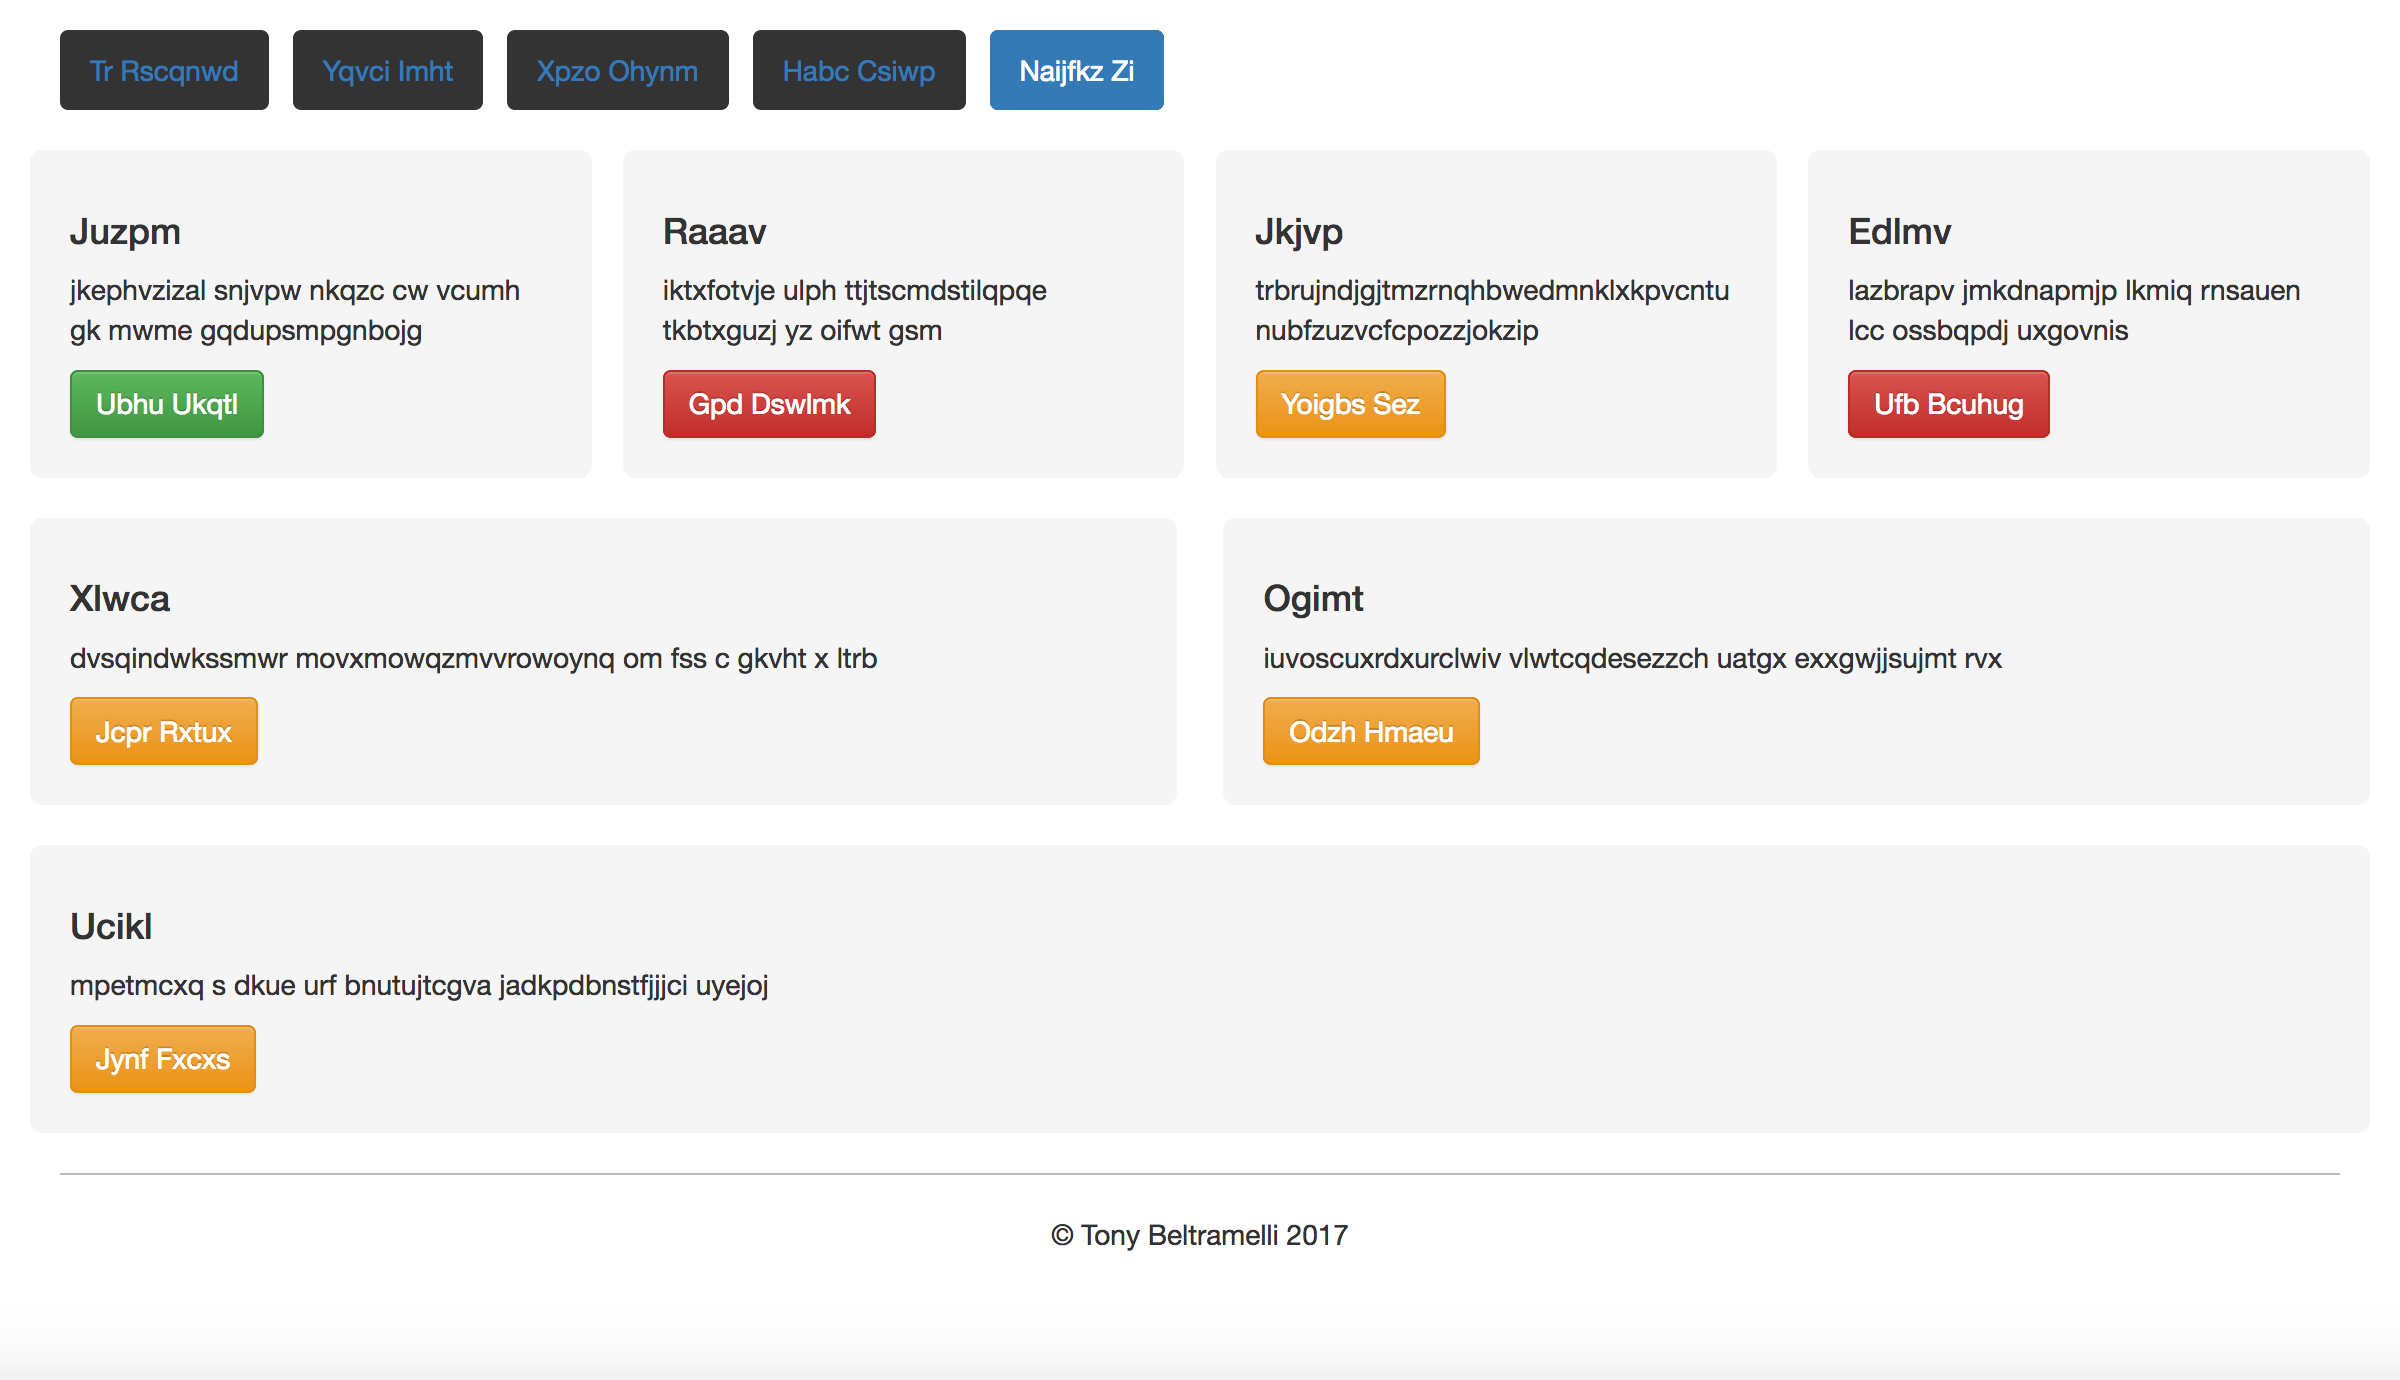 Tr Rscqnwd
Yqvci Imht
Xpzo Ohynm
Habc Csiwp
Naijfkz Zi
Juzpm
jkephvzizal snjvpw nkqzc cw vcumh
gk mwme gqdupsmpgnbojg
Ubhu Ukqtl
Raaav
iktxfotvje ulph ttjtscmdstilqpqe
tkbtxguzj yz oifwt gsm
Gpd Dswlmk
Jkjvp
trbrujndjgjtmzrnqhbwedmnklxkpvcntu
nubfzuzvcfcpozzjokzip
Yoigbs Sez
Edlmv
lazbrapv jmkdnapmjp lkmiq rnsauen
lcc ossbqpdj uxgovnis
Ufb Bcuhug
Xlwca
dvsqindwkssmwr movxmowqzmvvrowoynq om fss c gkvht x ltrb
Jcpr Rxtux
Ogimt
iuvoscuxrdxurclwiv vlwtcqdesezzch uatgx exxgwjjsujmt rvx
Odzh Hmaeu
Ucikl
mpetmcxq s dkue urf bnutujtcgva jadkpdbnstfjjjci uyejoj
Jynf Fxcxs
© Tony Beltramelli 2017